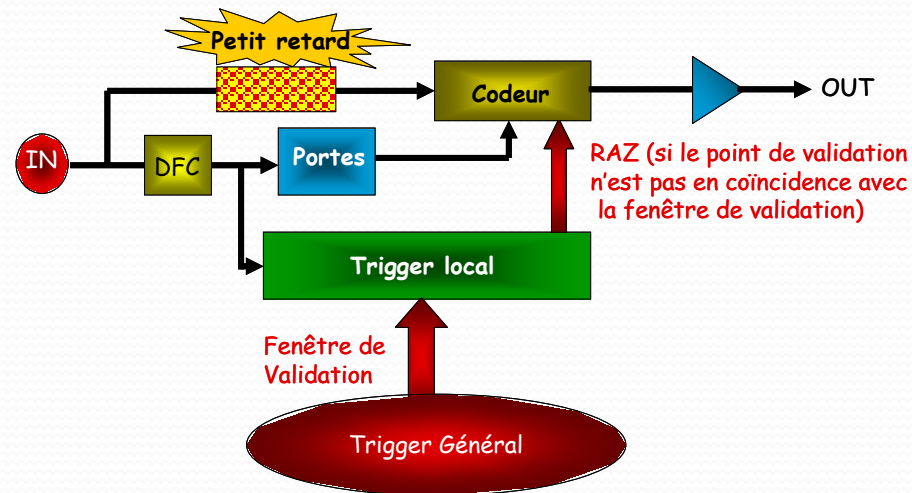 Petit retard
Codeur
OUT
IN
DFC
Portes
RAZ (si le point de validation
n'est pas en coïncidence avec
la fenêtre de validation)
Trigger local
Fenêtre de
Validation
Trigger Général